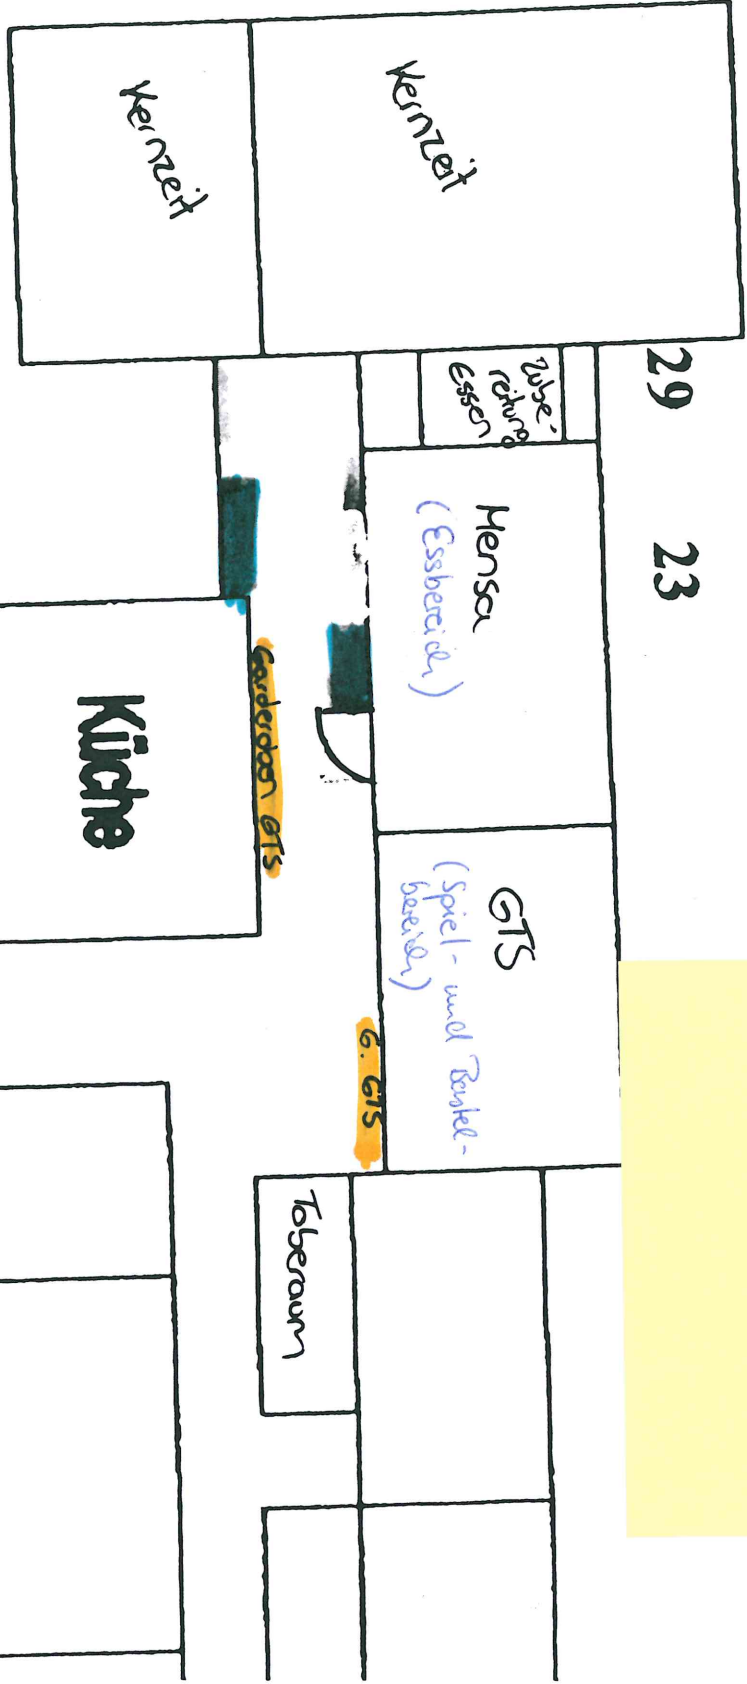 Kernzeit
Kernzeit
29
Zube-
reitung
Essen
23
Mensa
(Essbereich)
Küche
Garderoben GTS
GTS
(Spiel- und Bastel-
bereich)
G. GTS
Toberaum